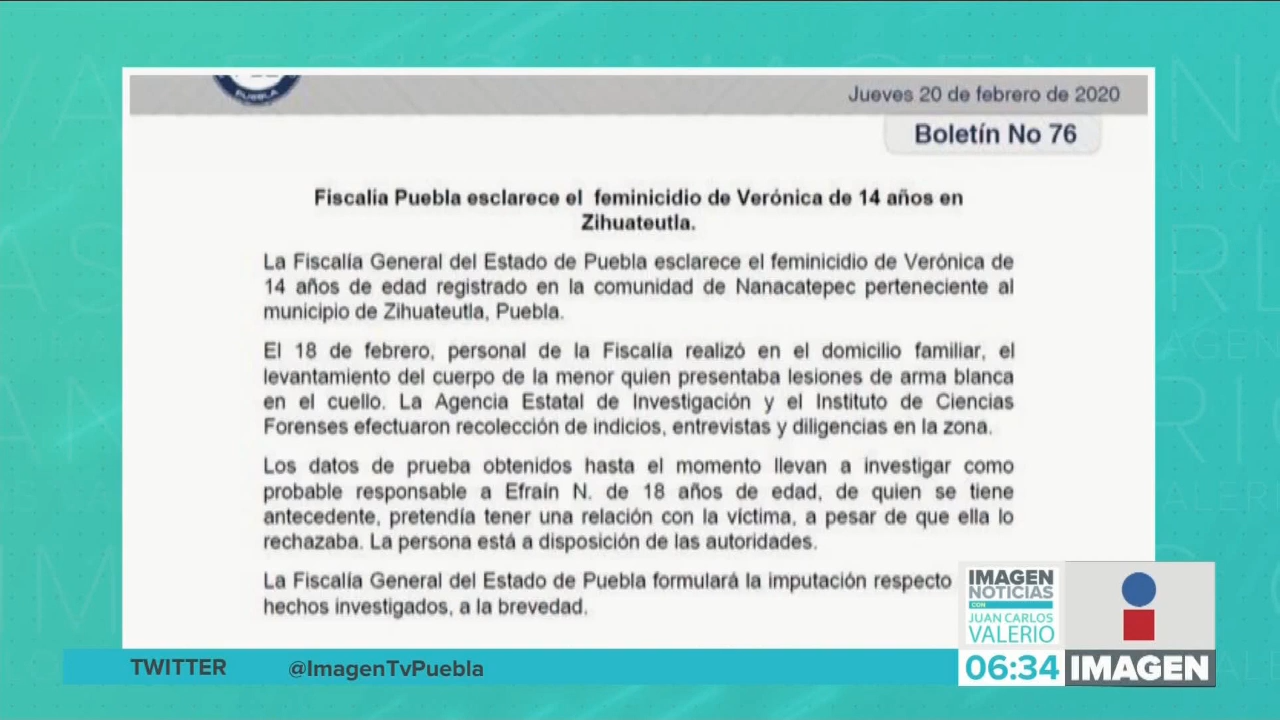 PUEBLA
Jueves 20 de febrero de 2020
Boletín No 76
Fiscalía Puebla esclarece el feminicidio de Verónica de 14 años en
Zihuateutla.
La Fiscalía General del Estado de Puebla esclarece el feminicidio de Verónica de
14 años de edad registrado en la comunidad de Nanacatepec perteneciente al
municipio de Zihuateutla, Puebla.
El 18 de febrero, personal de la Fiscalía realizó en el domicilio familiar, el
levantamiento del cuerpo de la menor quien presentaba lesiones de arma blanca
en el cuello. La Agencia Estatal de Investigación y el Instituto de Ciencias
Forenses efectuaron recolección de indicios, entrevistas y diligencias en la zona.
Los datos de prueba obtenidos hasta el momento llevan a investigar como
probable responsable a Efraín N. de 18 años de edad, de quien se tiene
antecedente, pretendía tener una relación con la víctima, a pesar de que ella lo
rechazaba. La persona está a disposición de las autoridades.
La Fiscalía General del Estado de Puebla formulará la imputación respecto
hechos investigados, a la brevedad.
IMAGEN
NOTICIAS
CON
JUAN CARLOS
VALERIO
TWITTER @ImagenTvPuebla
06:34 IMAGEN